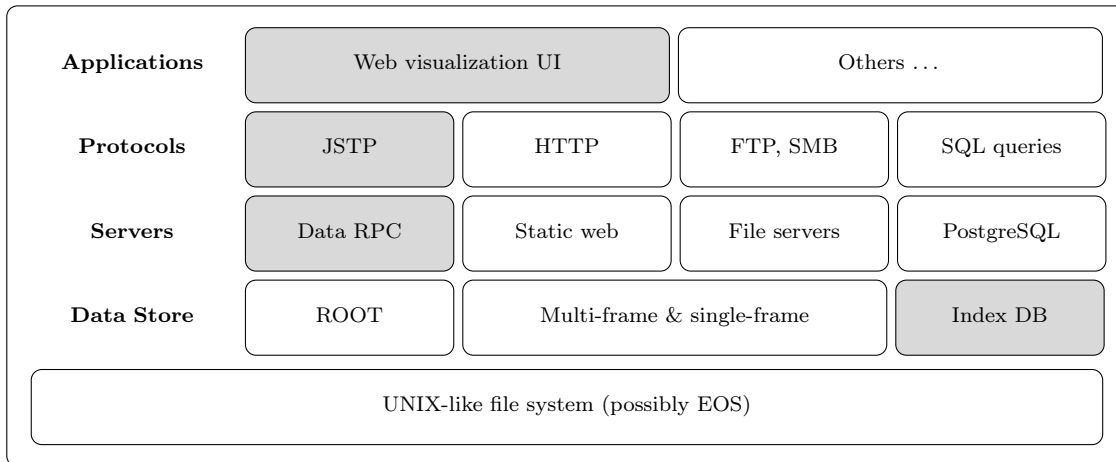 Applications Web visualization UI Others ...
Protocols JSTP HTTP FTP, SMB SQL queries
Servers Data RPC Static web File servers PostgreSQL
Data Store ROOT Multi-frame & single-frame Index DB
UNIX-like file system (possibly EOS)